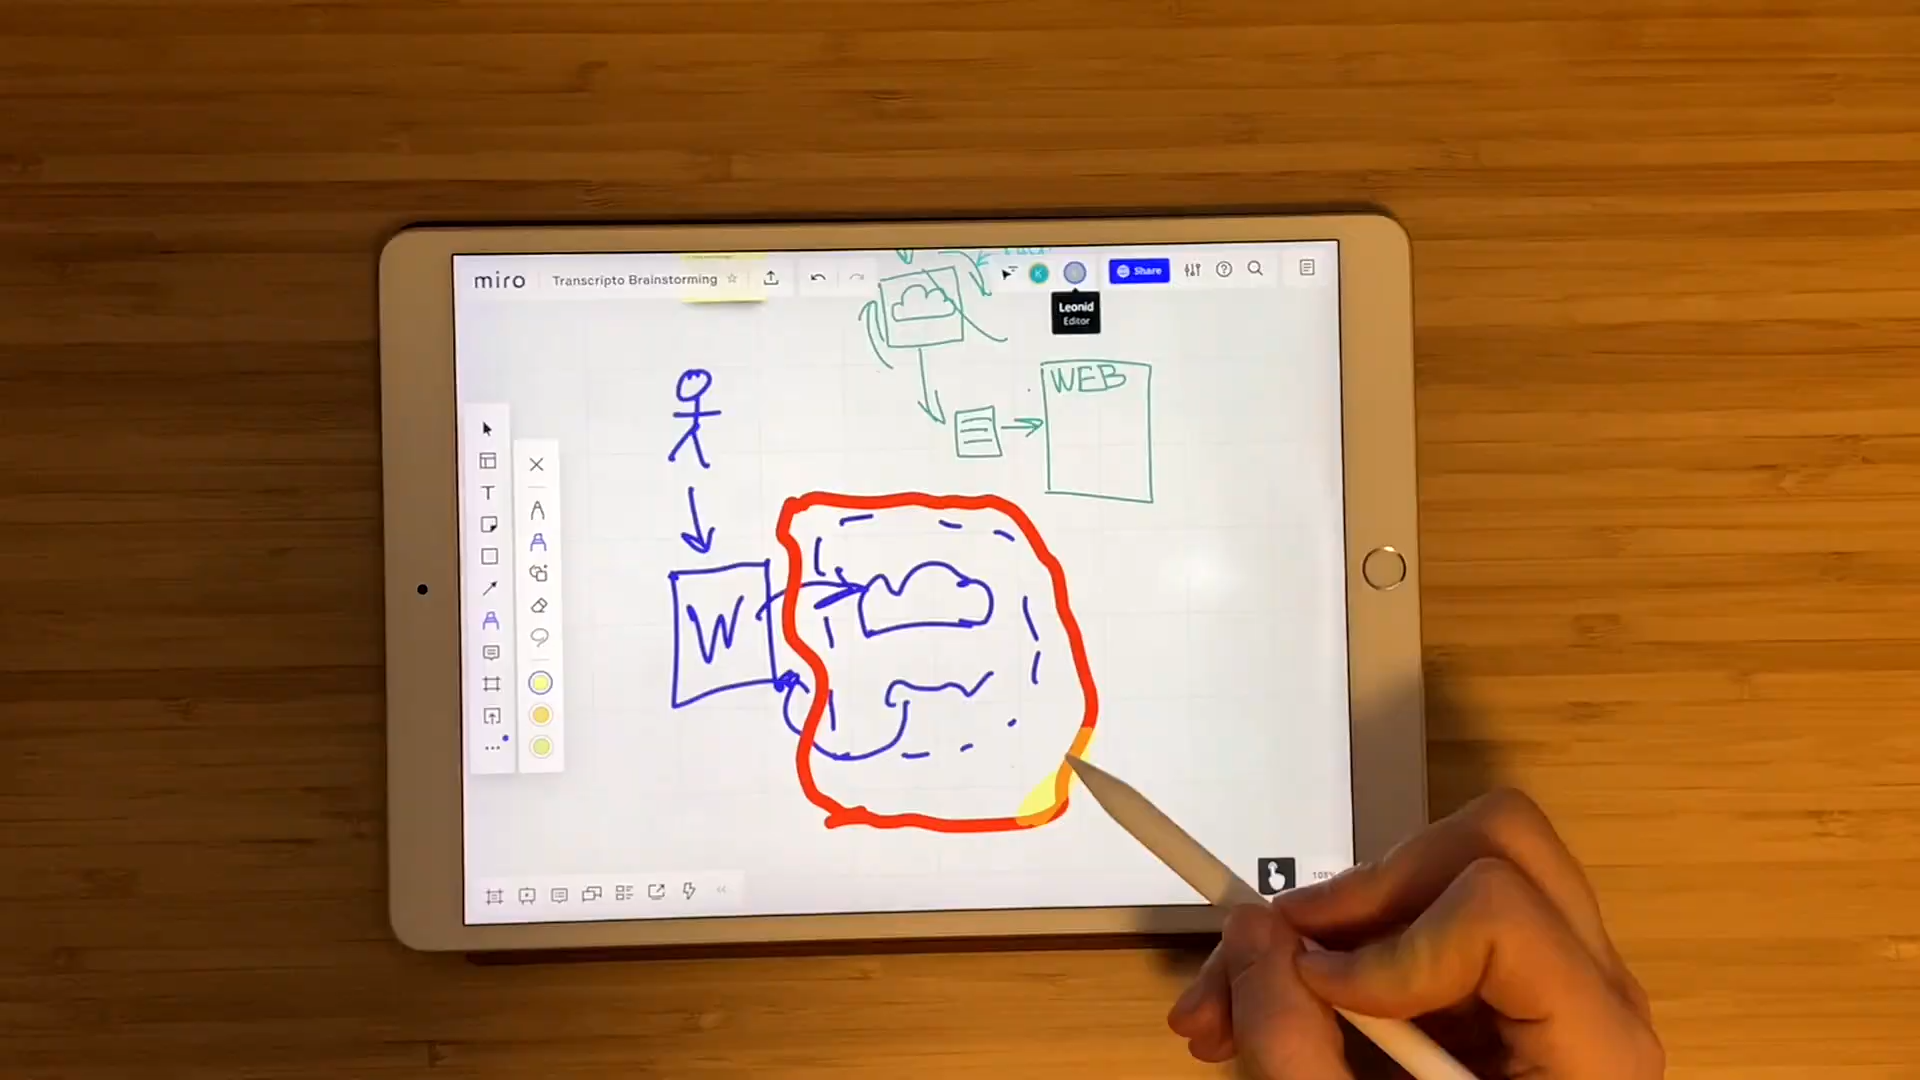 miro Transcripto Brainstorming Share
Leonid
Editor
WEB
W